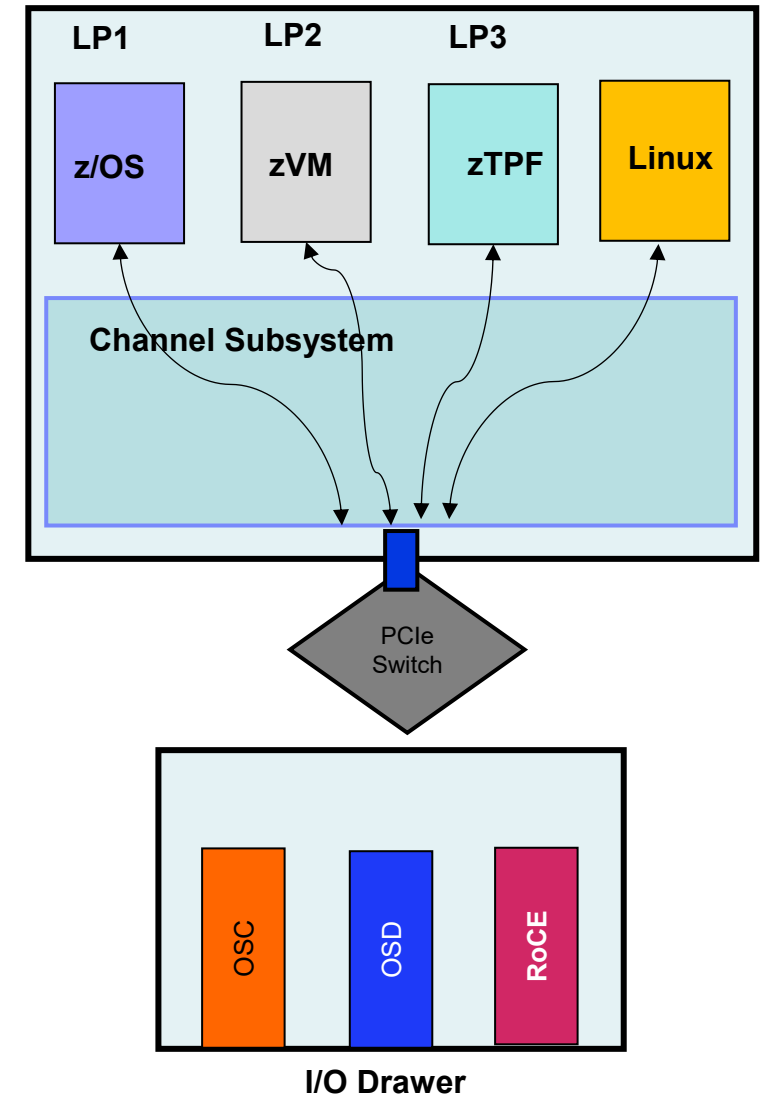 LP1
LP2
LP3
z/OS
zVM
zTPF
Linux
Channel Subsystem
PCIe
Switch
OSC
OSD
RoCE
I/O Drawer